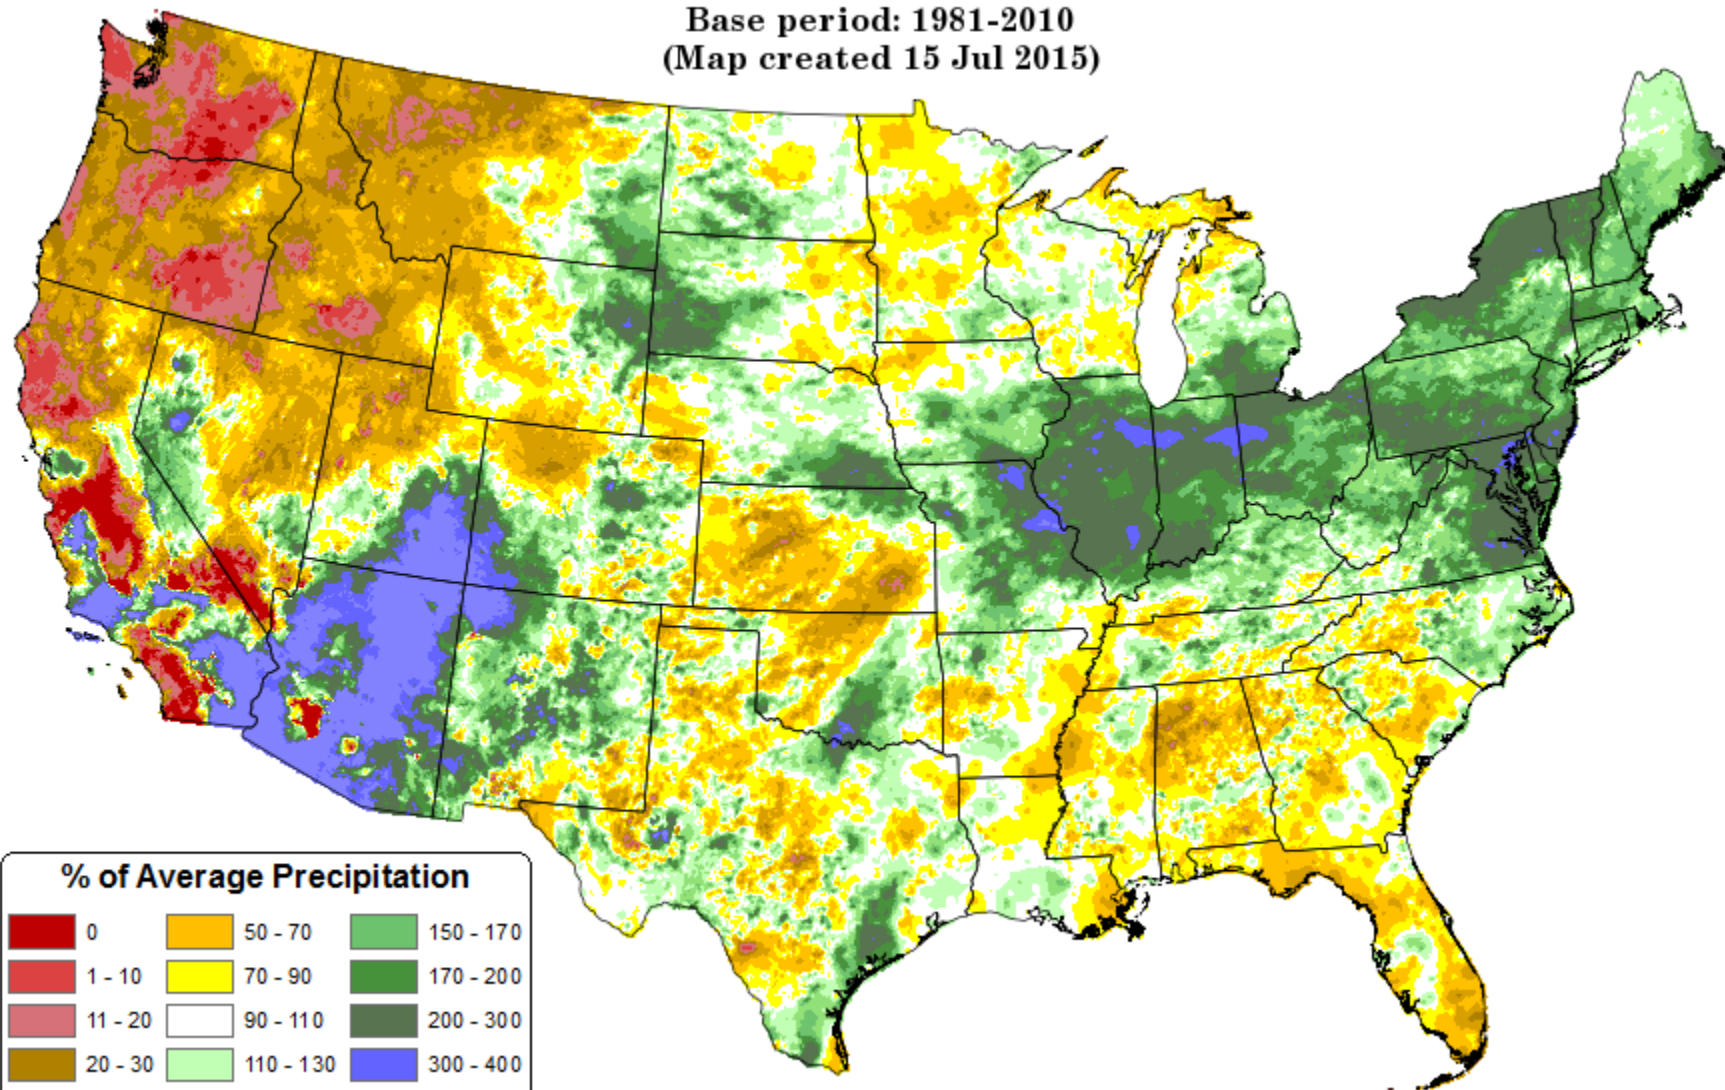 Base period: 1981-2010
(Map created 15 Jul 2015)
% of Average Precipitation
0
50 - 70
150 - 170
1 - 10
70 - 90
170 - 200
11 - 20
90 - 110
200 - 300
20 - 30
110 - 130
300 - 400